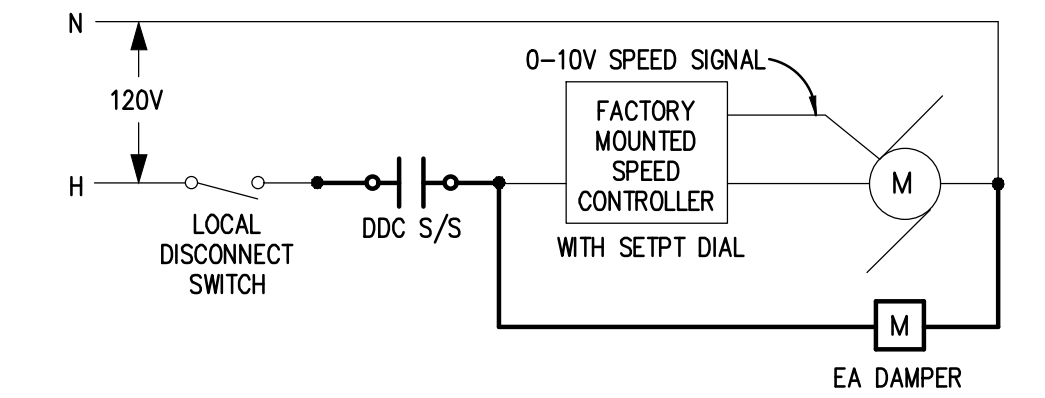 N
0-10V SPEED SIGNAL
120V
FACTORY
MOUNTED
SPEED
CONTROLLER
H
M
LOCAL
DISCONNECT
SWITCH
DDC S/S
WITH SETPT DIAL
M
EA DAMPER